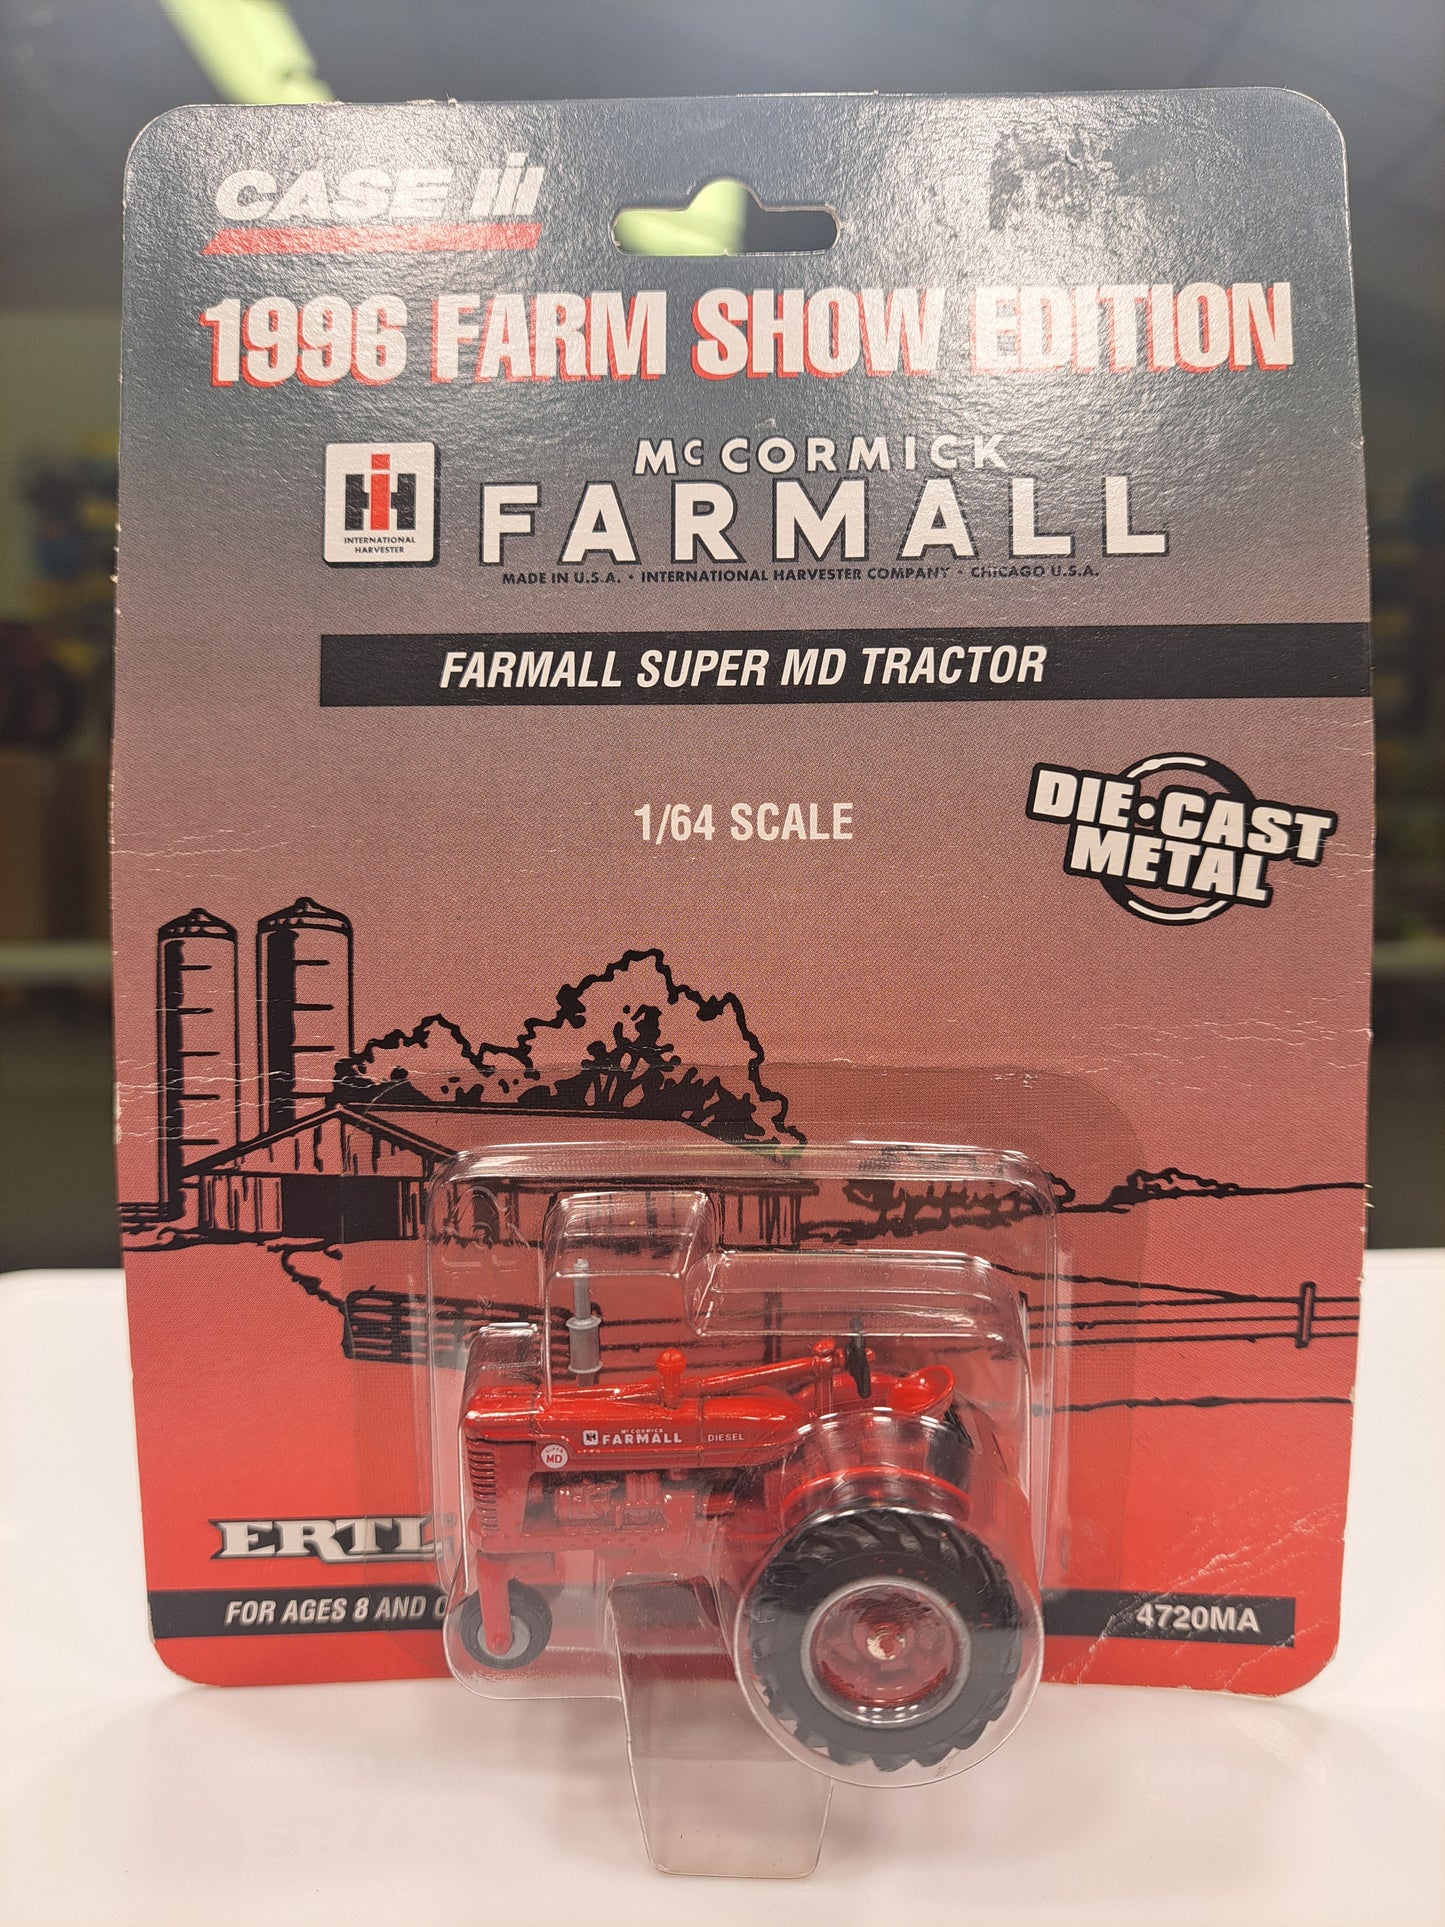 CASE IH
1996 FARM SHOW EDITION
IH
INTERNATIONAL
HARVESTER
McCORMICK
FARMALL
MADE IN U.S.A. · INTERNATIONAL HARVESTER COMPANY · CHICAGO U.S.A.
FARMALL SUPER MD TRACTOR
1/64 SCALE
DIE·CAST
METAL
McCORMICK
FARMALL
DIESEL
SUPER
MD
ERTL
FOR AGES 8 AND
4720MA